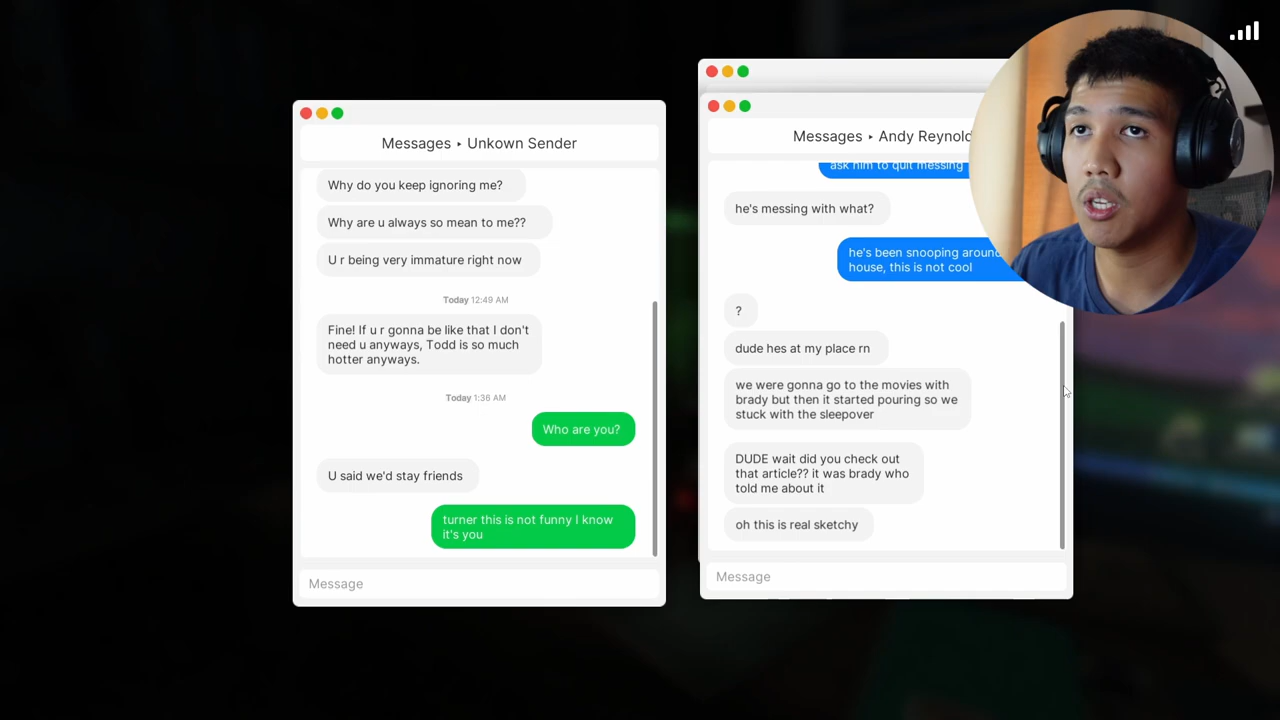 Messages ‣ Unkown Sender
Why do you keep ignoring me?
Why are u always so mean to me??
U r being very immature right now
Today 12:49 AM
Fine! If u r gonna be like that I don't
need u anyways, Todd is so much
hotter anyways.
Today 1:36 AM
Who are you?
U said we'd stay friends
turner this is not funny I know
it's you
Message
Messages ‣ Andy Reynold
ask him to quit messing
he's messing with what?
he's been snooping around
house, this is not cool
?
dude hes at my place rn
we were gonna go to the movies with
brady but then it started pouring so we
stuck with the sleepover
DUDE wait did you check out
that article?? it was brady who
told me about it
oh this is real sketchy
Message